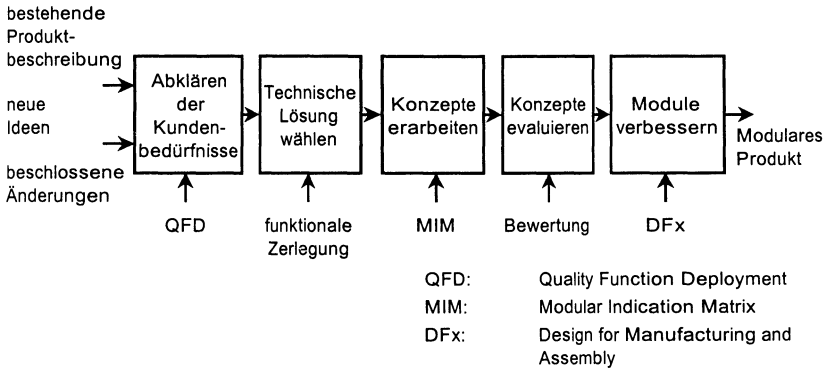 bestehende
Produkt-
beschreibung
neue
Ideen
beschlossene
Änderungen
Abklären
der
Kunden-
bedürfnisse
Technische
Lösung
wählen
Konzepte
erarbeiten
Konzepte
evaluieren
Module
verbessern
Modulares
Produkt
QFD
funktionale
Zerlegung
MIM
Bewertung
DFx
QFD: Quality Function Deployment
MIM: Modular Indication Matrix
DFx: Design for Manufacturing and
Assembly